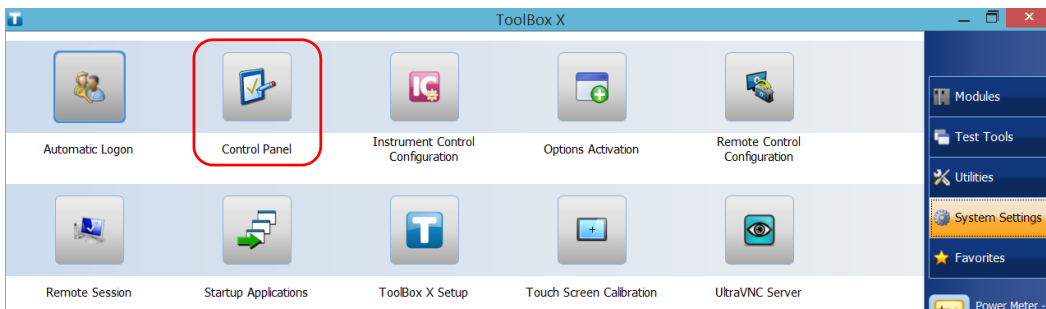 ToolBox X
Automatic Logon
Control Panel
Instrument Control
Configuration
Options Activation
Remote Control
Configuration
Remote Session
Startup Applications
ToolBox X Setup
Touch Screen Calibration
UltraVNC Server
Modules
Test Tools
Utilities
System Settings
Favorites
Power Meter -